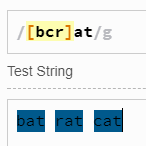 /[bcr]at/g
Test String
bat rat cat